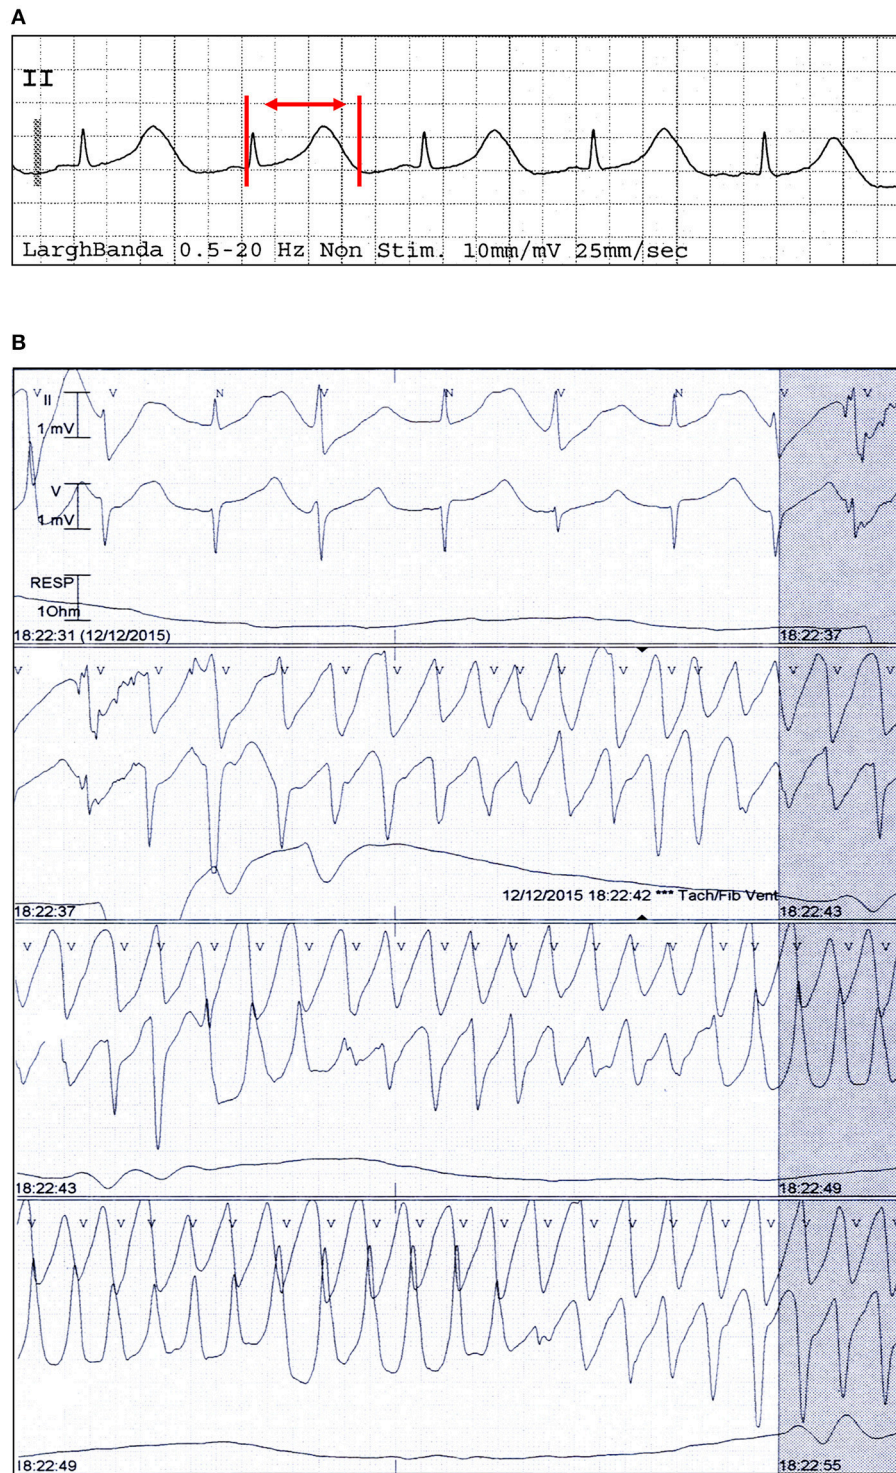 A
II
LarghBanda 0.5-20 Hz Non Stim. 10mm/mV 25mm/sec
B
V V N V N V N V V
II
1 mV
V
1 mV
RESP
1Ohm
18:22:31 (12/12/2015) 18:22:37
V V V V V V V V V V V V V V V V V
12/12/2015 18:22:42 *** Tach/Fib Vent
18:22:37 18:22:43
V V V V V V V V V V V V V V V V V V V V
18:22:43 18:22:49
V V V V V V V V V V V V V V V V V V V V V
18:22:49 18:22:55